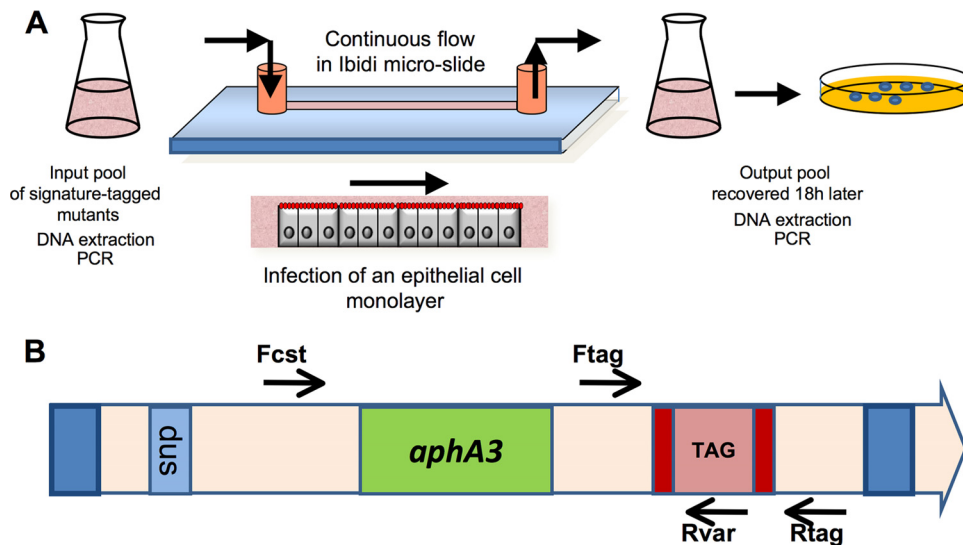 A
Continuous flow
in Ibidi micro-slide
Input pool
of signature-tagged
mutants
DNA extraction
PCR
Output pool
recovered 18h later
DNA extraction
PCR
Infection of an epithelial cell
monolayer
B
Fcst
Ftag
dus
aphA3
TAG
Rvar
Rtag